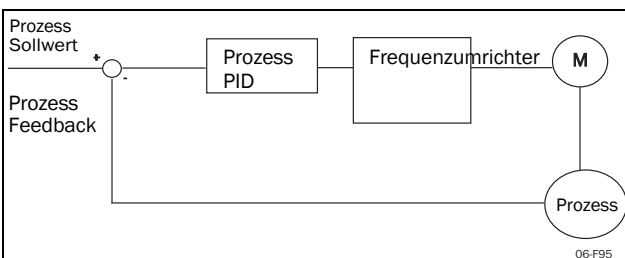 Prozess
Sollwert
+
-
Prozess
PID
Frequenzumrichter
M
Prozess
Feedback
Prozess
06-F95